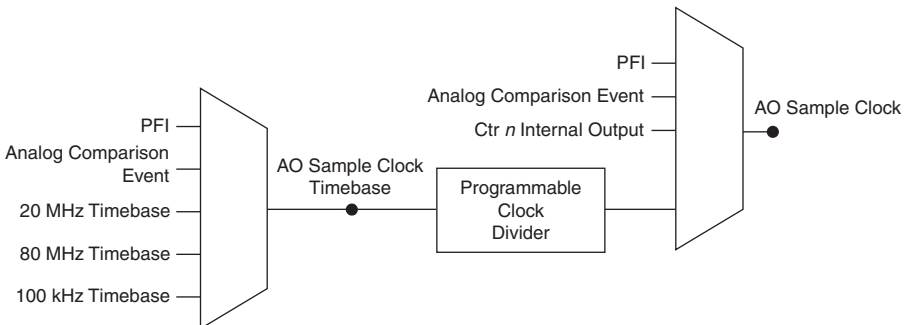 PFI
Analog Comparison Event
Ctr n Internal Output
AO Sample Clock
PFI
Analog Comparison
Event
20 MHz Timebase
80 MHz Timebase
100 kHz Timebase
AO Sample Clock
Timebase
Programmable
Clock
Divider